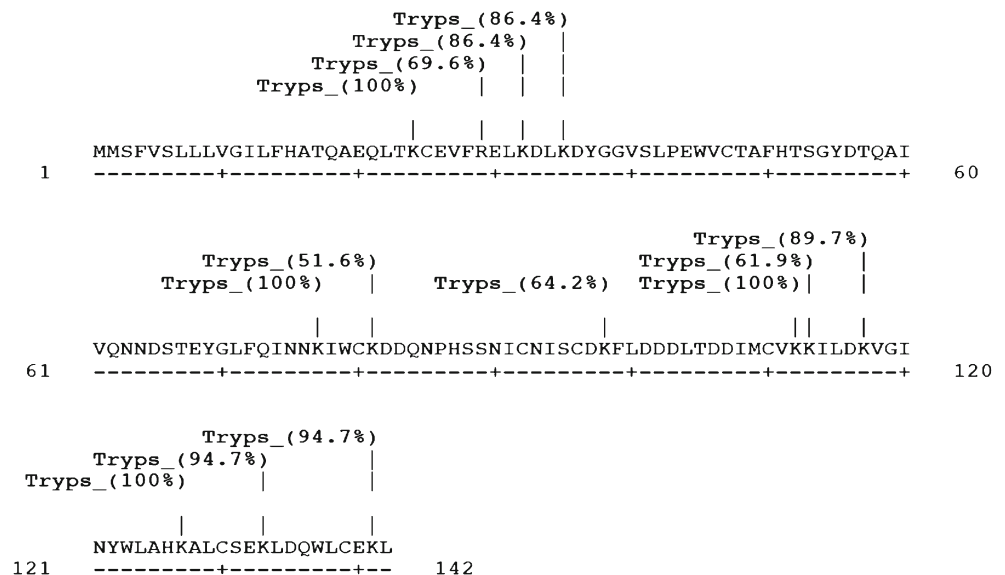 Tryps_(86.4%)
Tryps_(86.4%) |
Tryps_(69.6%) | |
Tryps_(100%) | | |
| | | |
MMSFVSLLLVGILFHATQAEQLTKCEVFRELKDLKDYGGVSLPEWVCTAFHTSGYDTQAI
1 ---------+---------+---------+---------+---------+---------+ 60
Tryps_(89.7%)
Tryps_(51.6%) Tryps_(61.9%) |
Tryps_(100%) | Tryps_(64.2%) Tryps_(100%)| |
| | | || |
VQNNDSTEYGLFQINNKIWCKDDQNPHSSNICNISCDKFLDDDLTDDIMCVKKILDKVGI
61 ---------+---------+---------+---------+---------+---------+ 120
Tryps_(94.7%)
Tryps_(94.7%) |
Tryps_(100%) | |
| | |
NYWLAHKALCSEKLDQWLCEKL
121 ---------+---------+-- 142